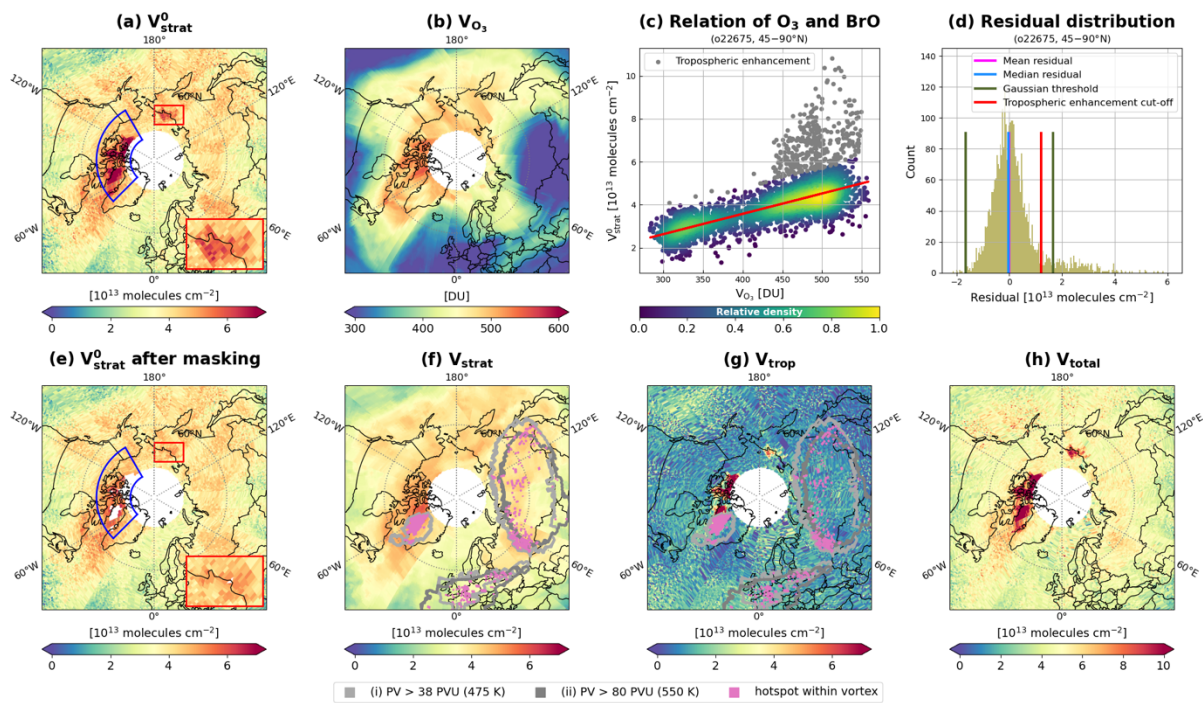 (a) V⁰strat
180°
120°W
60°N
120°E
60°W
60°E
0°
0 2 4 6
[10¹³ molecules cm⁻²]
(b) V_O₃
180°
120°W
60°N
120°E
60°W
60°E
0°
[DU]
300 400 500 600
(c) Relation of O₃ and BrO
(o22675, 45−90°N)
Tropospheric enhancement
V⁰strat [10¹³ molecules cm⁻²]
10
8
6
4
2
300 350 400 450 500 550
V_O₃ [DU]
Relative density
0.0 0.2 0.4 0.6 0.8 1.0
(d) Residual distribution
(o22675, 45−90°N)
Mean residual
Median residual
Gaussian threshold
Tropospheric enhancement cut-off
Count
140
120
100
80
60
40
20
0
−2 0 2 4 6
Residual [10¹³ molecules cm⁻²]
(e) V⁰strat after masking
180°
120°W
60°N
120°E
60°W
60°E
0°
[10¹³ molecules cm⁻²]
0 2 4 6
(f) Vstrat
180°
120°W
60°N
120°E
60°W
60°E
0°
[10¹³ molecules cm⁻²]
0 2 4 6
(g) Vtrop
180°
120°W
60°N
120°E
60°W
60°E
0°
[10¹³ molecules cm⁻²]
0 2 4 6
(h) Vtotal
180°
120°W
60°N
120°E
60°W
60°E
0°
[10¹³ molecules cm⁻²]
0 2 4 6 8 10
(i) PV > 38 PVU (475 K)
(ii) PV > 80 PVU (550 K)
hotspot within vortex